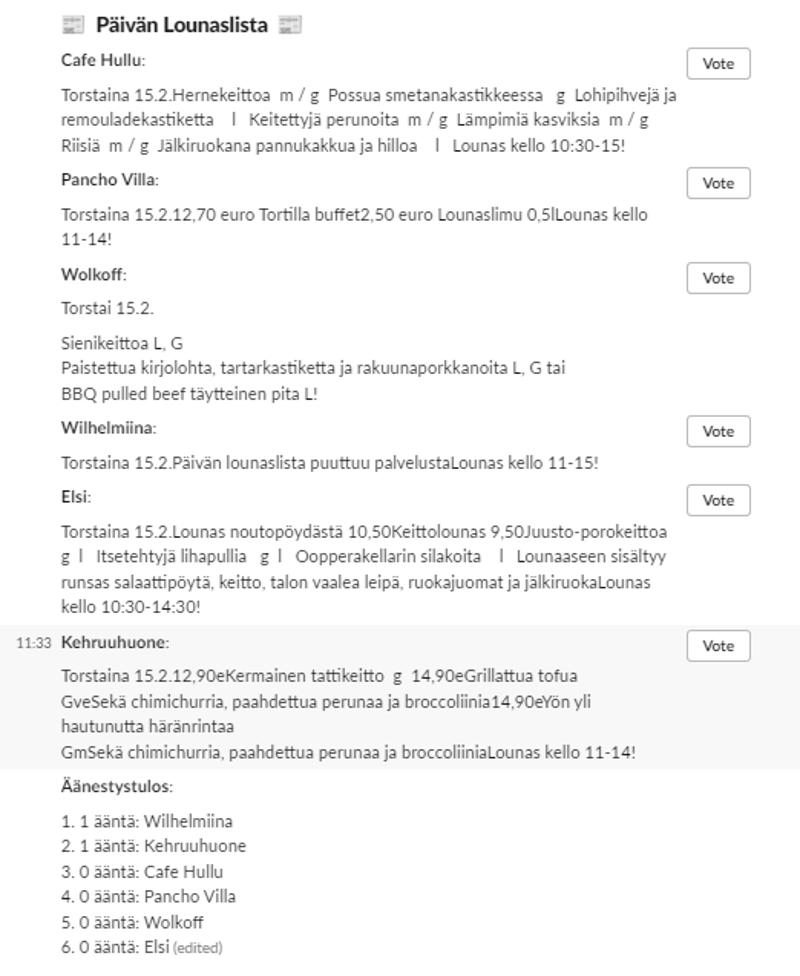 Päivän Lounaslista
Cafe Hullu:
Vote
Torstaina 15.2.Hernekeittoa m / g Possua smetanakastikkeessa g Lohipihvejä ja
remouladekastiketta l Keitettyjä perunoita m / g Lämpimiä kasviksia m / g
Riisiä m / g Jälkiruokana pannukakkua ja hilloa l Lounas kello 10:30-15!
Pancho Villa:
Vote
Torstaina 15.2.12,70 euro Tortilla buffet2,50 euro Lounaslimu 0,5lLounas kello
11-14!
Wolkoff:
Vote
Torstai 15.2.
Sienikeittoa L, G
Paistettua kirjolohta, tartarkastiketta ja rakuunaporkkanoita L, G tai
BBQ pulled beef täytteinen pita L!
Wilhelmiina:
Vote
Torstaina 15.2.Päivän lounaslista puuttuu palvelustaLounas kello 11-15!
Elsi:
Vote
Torstaina 15.2.Lounas noutopöydästä 10,50Keittolounas 9,50Juusto-porokeittoa
g l Itsetehtyjä lihapullia g l Oopperakellarin silakoita l Lounaaseen sisältyy
runsas salaattipöytä, keitto, talon vaalea leipä, ruokajuomat ja jälkiruokaLounas
kello 10:30-14:30!
11:33 Kehruuhuone:
Vote
Torstaina 15.2.12,90eKermainen tattikeitto g 14,90eGrillattua tofua
GveSekä chimichurria, paahdettua perunaa ja broccoliinia14,90eYön yli
hautunutta häränrintaa
GmSekä chimichurria, paahdettua perunaa ja broccoliiniaLounas kello 11-14!
Äänestystulos:
1. 1 ääntä: Wilhelmiina
2. 1 ääntä: Kehruuhuone
3. 0 ääntä: Cafe Hullu
4. 0 ääntä: Pancho Villa
5. 0 ääntä: Wolkoff
6. 0 ääntä: Elsi (edited)